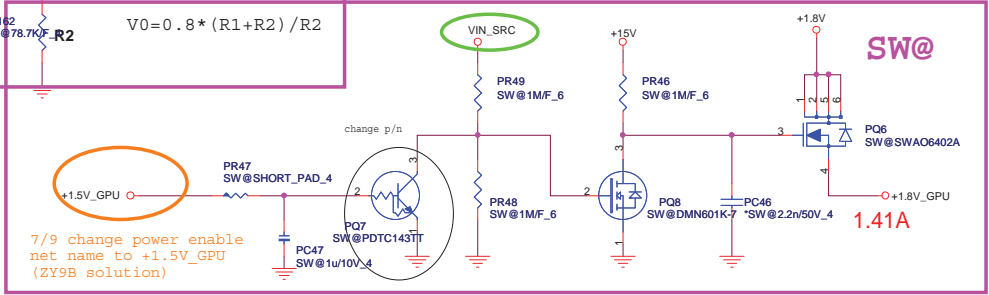 162
@78.7K/F_
R2
V0=0.8*(R1+R2)/R2
VIN_SRC
+15V
+1.8V
SW@
PR49
SW@1M/F_6
PR46
SW@1M/F_6
1
2
5
6
change p/n
3
3
3
PQ6
SW@SWAO6402A
PR47
SW@SHORT_PAD_4
+1.5V_GPU
2
PR48
SW@1M/F_6
2
4
+1.8V_GPU
PQ8
SW@DMN601K-7
PC46
*SW@2.2n/50V_4
1.41A
PQ7
SW@PDTC143TT
1
1
PC47
SW@1u/10V_4
7/9 change power enable
net name to +1.5V_GPU
(ZY9B solution)